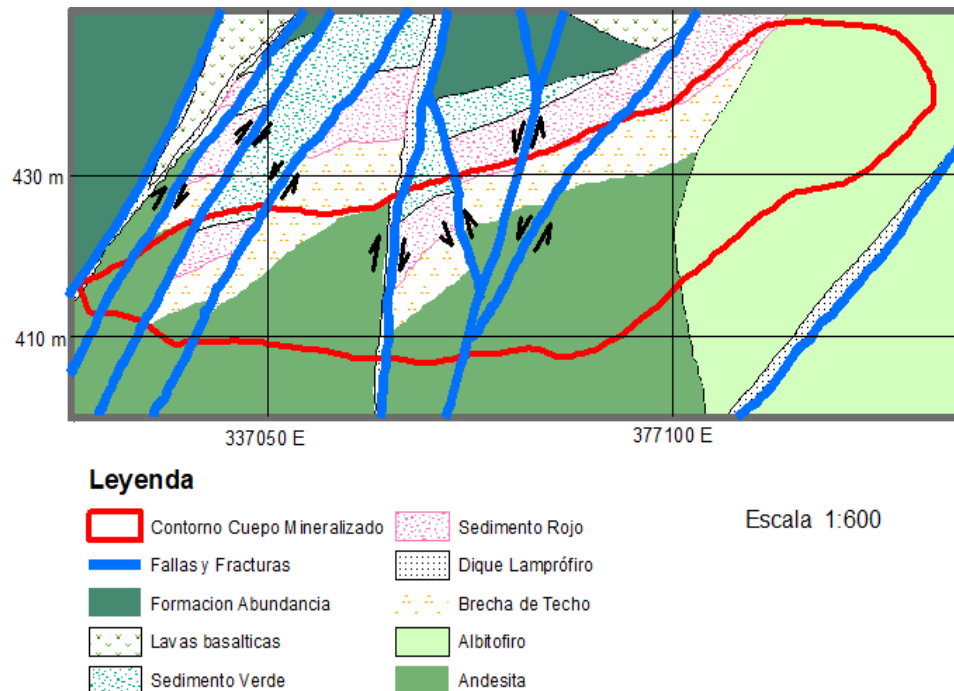 430 m
410 m
337050 E
377100 E
Leyenda
Contorno Cuepo Mineralizado
Fallas y Fracturas
Formacion Abundancia
Lavas basalticas
Sedimento Verde
Sedimento Rojo
Dique Lamprófiro
Brecha de Techo
Albitofiro
Andesita
Escala 1:600